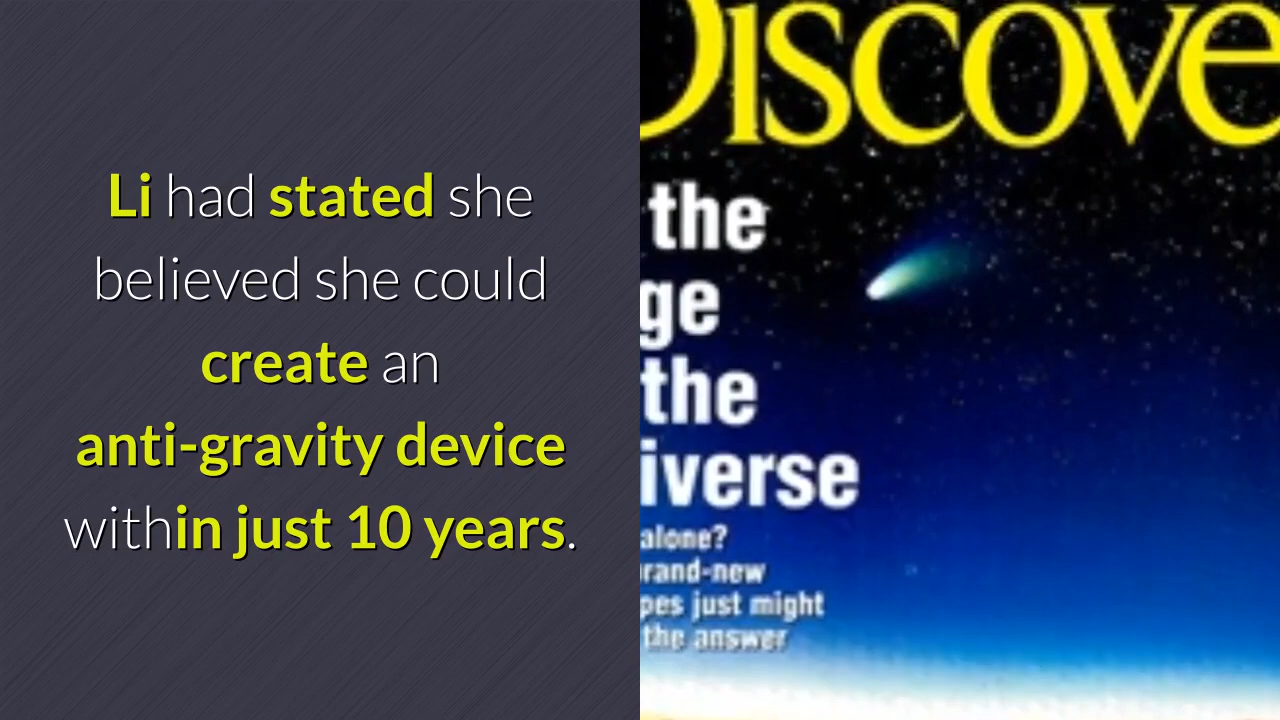 Li had stated she
believed she could
create an
anti-gravity device
within just 10 years.
Discove
the
ge
the
iverse
alone?
rand-new
pes just might
the answer